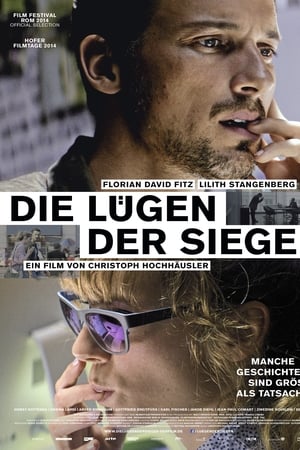 FILM FESTIVAL
ROM 2014
OFFICIAL SELECTION
HOFER
FILMTAGE 2014
FLORIAN DAVID FITZ
LILITH STANGENBERG
DIE LÜGEN
DER SIEGE
EIN FILM VON CHRISTOPH HOCHHÄUSLER
MANCHE
GESCHICHTE
SIND GRÖS
ALS TATSACH